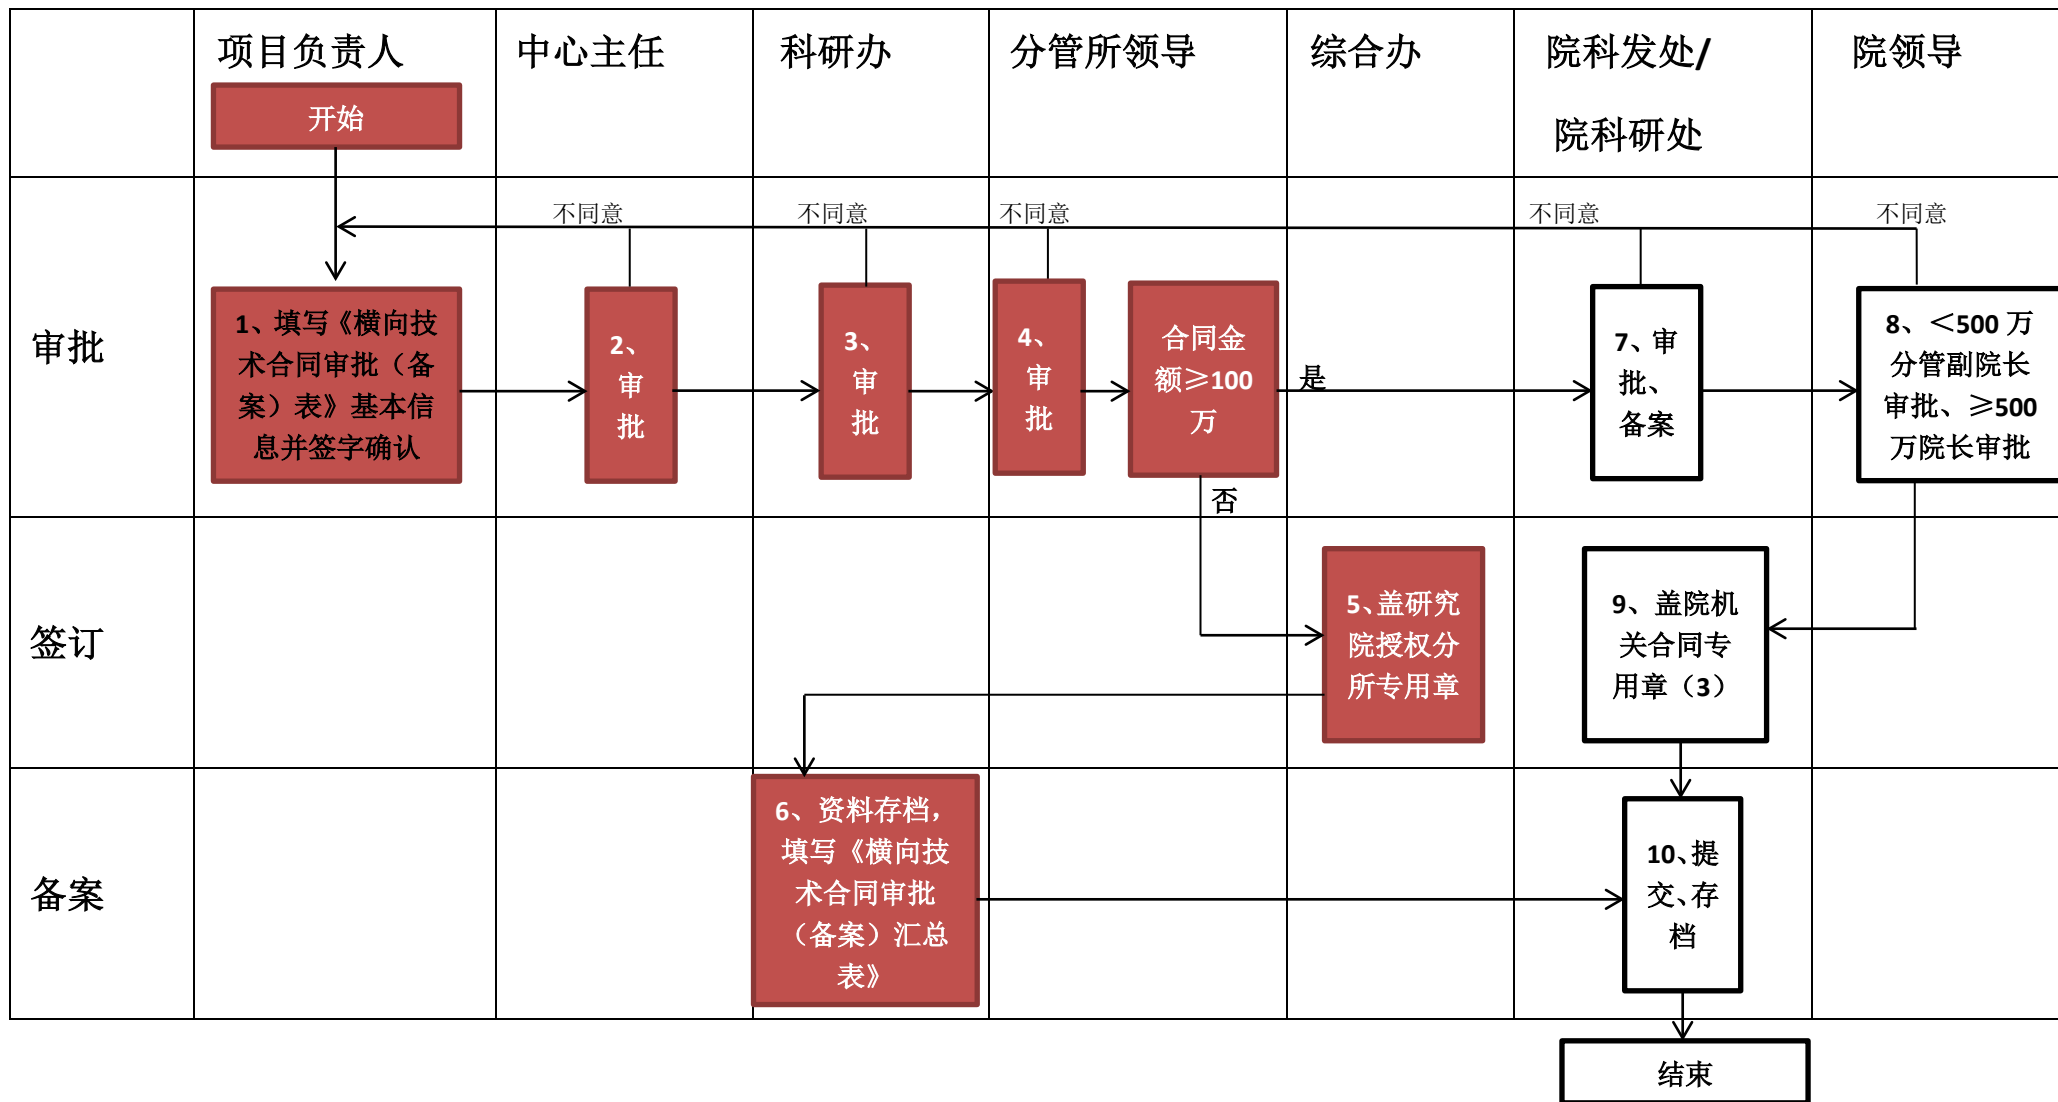 项目负责人
中心主任
科研办
分管所领导
综合办
院科发处/
院科研处
院领导
开始
审批
不同意
不同意
不同意
不同意
不同意
1、填写《横向技
术合同审批（备
案）表》基本信
息并签字确认
2、
审
批
3、
审
批
4、
审
批
合同金
额≥100
万
是
否
7、审
批、
备案
8、＜500 万
分管副院长
审批、≥500
万院长审批
签订
5、盖研究
院授权分
所专用章
9、盖院机
关合同专
用章（3）
备案
6、资料存档，
填写《横向技
术合同审批
（备案）汇总
表》
10、提
交、存
档
结束